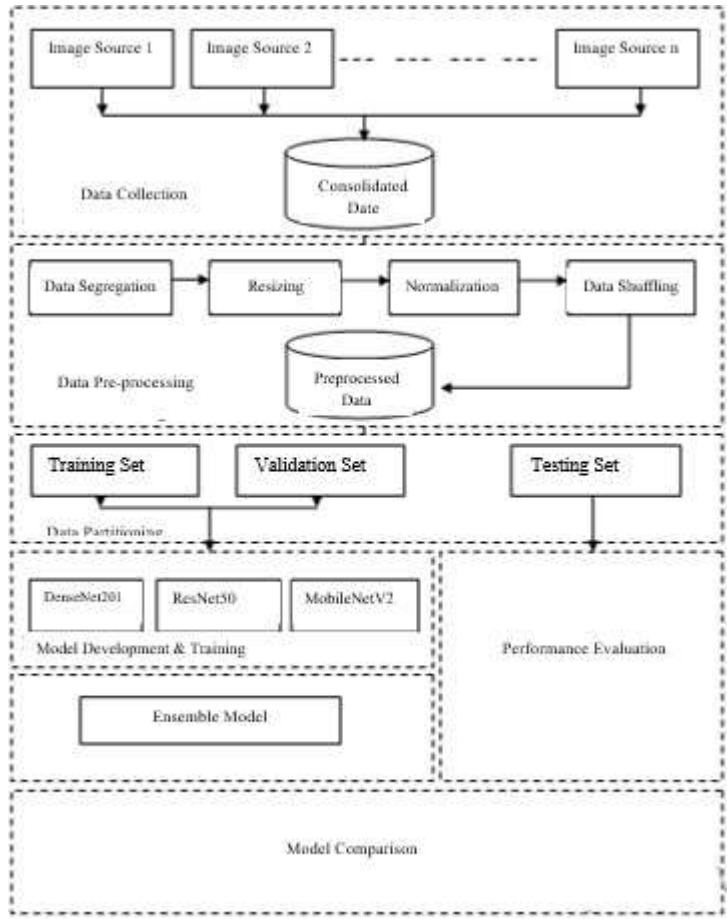 Image Source 1
Image Source 2
Image Source n
Consolidated
Date
Data Collection
Data Segregation
Resizing
Normalization
Data Shuffling
Preprocessed
Data
Data Pre-processing
Training Set
Validation Set
Testing Set
Data Partitioning
DenseNet201
ResNet50
MobileNetV2
Model Development & Training
Performance Evaluation
Ensemble Model
Model Comparison